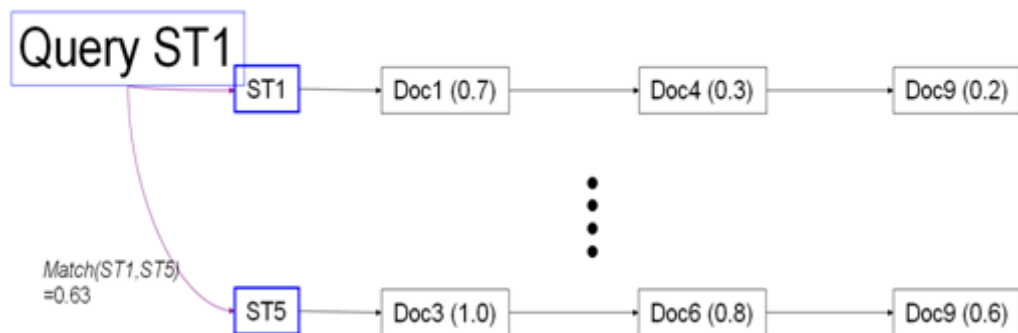 Query ST1
ST1 Doc1 (0.7) Doc4 (0.3) Doc9 (0.2)
Match(ST1,ST5)
=0.63
ST5 Doc3 (1.0) Doc6 (0.8) Doc9 (0.6)